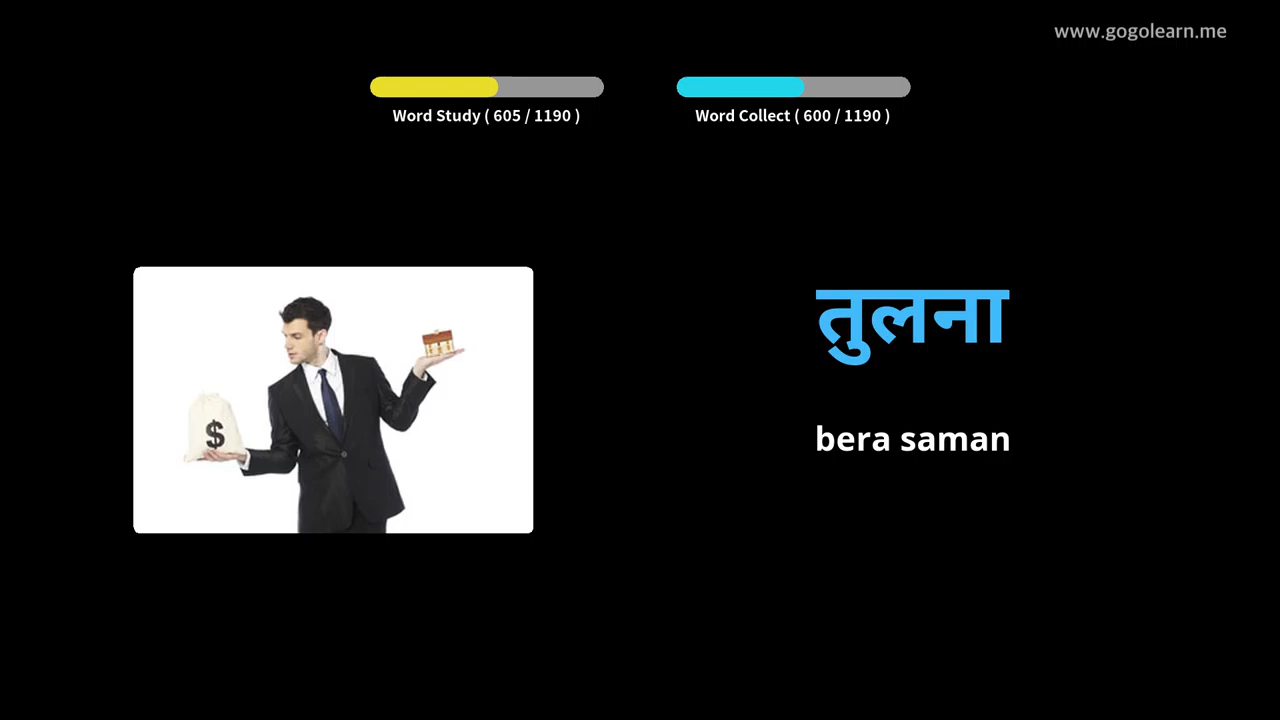 www.gogolearn.me
Word Study ( 605 / 1190 )
Word Collect ( 600 / 1190 )
$
तुलना
bera saman